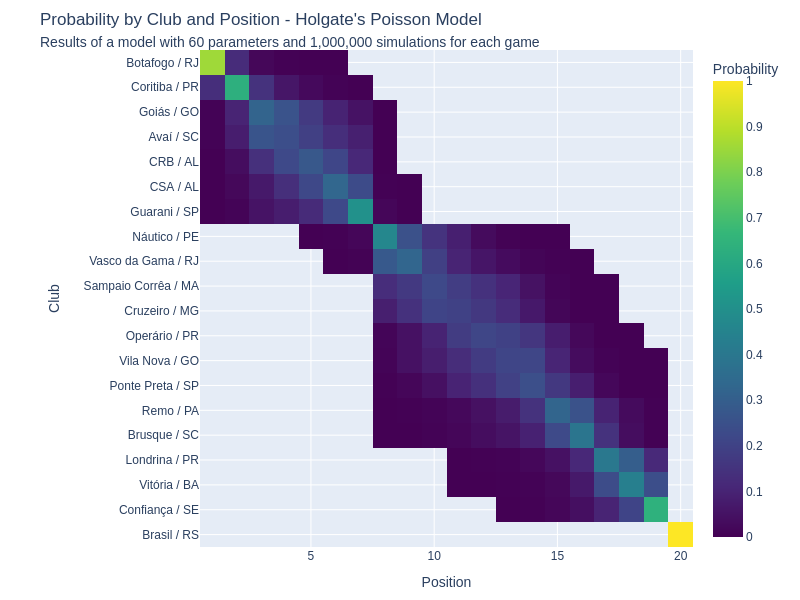 Probability by Club and Position - Holgate's Poisson Model
Results of a model with 60 parameters and 1,000,000 simulations for each game
Probability
Botafogo / RJ
Coritiba / PR
Goiás / GO
Avaí / SC
CRB / AL
CSA / AL
Guarani / SP
Náutico / PE
Vasco da Gama / RJ
Sampaio Corrêa / MA
Cruzeiro / MG
Operário / PR
Vila Nova / GO
Ponte Preta / SP
Remo / PA
Brusque / SC
Londrina / PR
Vitória / BA
Confiança / SE
Brasil / RS
Club
5 10 15 20
Position
1
0.9
0.8
0.7
0.6
0.5
0.4
0.3
0.2
0.1
0